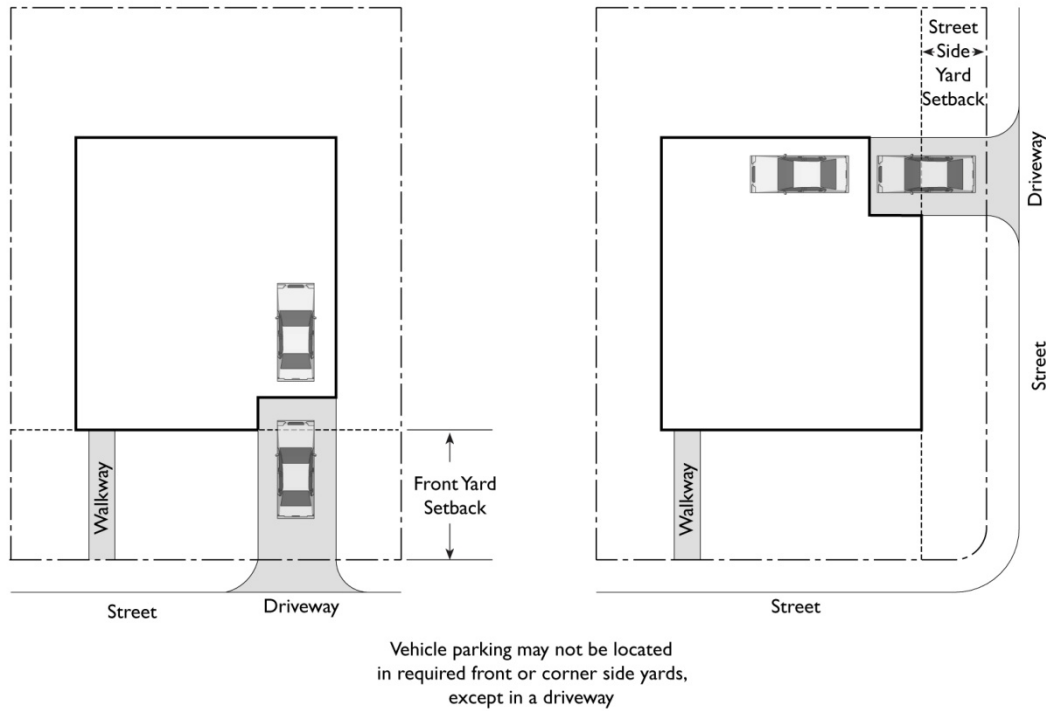 Street
Side
Yard
Setback
Driveway
Street
Front Yard
Setback
Walkway
Walkway
Street
Driveway
Street
Vehicle parking may not be located
in required front or corner side yards,
except in a driveway